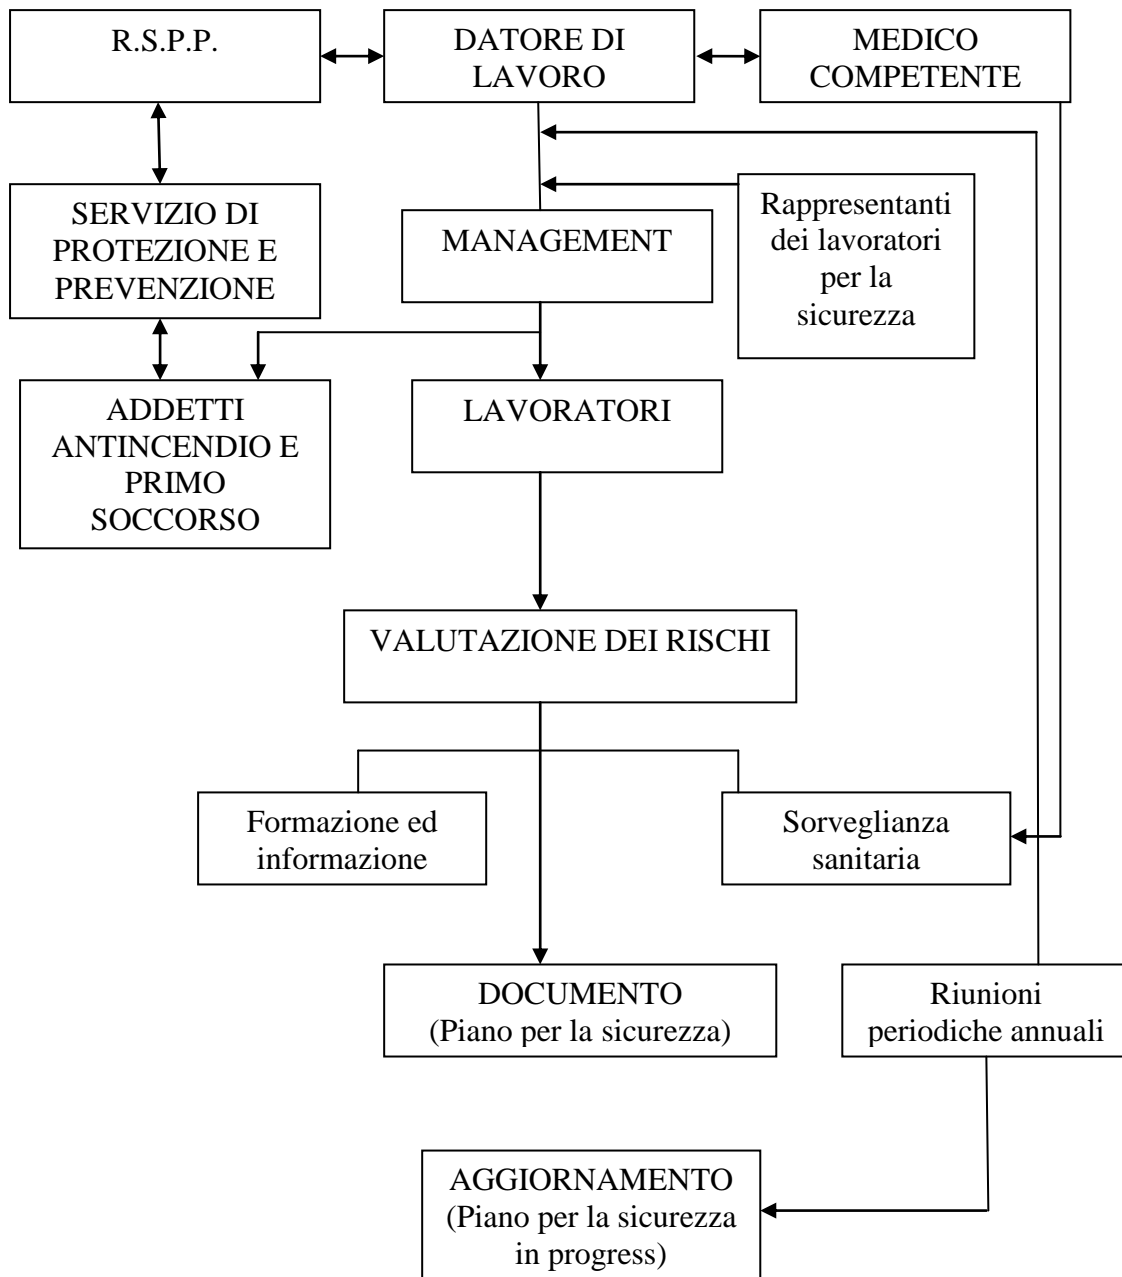 R.S.P.P.
DATORE DI
LAVORO
MEDICO
COMPETENTE
SERVIZIO DI
PROTEZIONE E
PREVENZIONE
MANAGEMENT
Rappresentanti
dei lavoratori
per la
sicurezza
ADDETTI
ANTINCENDIO E
PRIMO
SOCCORSO
LAVORATORI
VALUTAZIONE DEI RISCHI
Formazione ed
informazione
Sorveglianza
sanitaria
DOCUMENTO
(Piano per la sicurezza)
Riunioni
periodiche annuali
AGGIORNAMENTO
(Piano per la sicurezza
in progress)